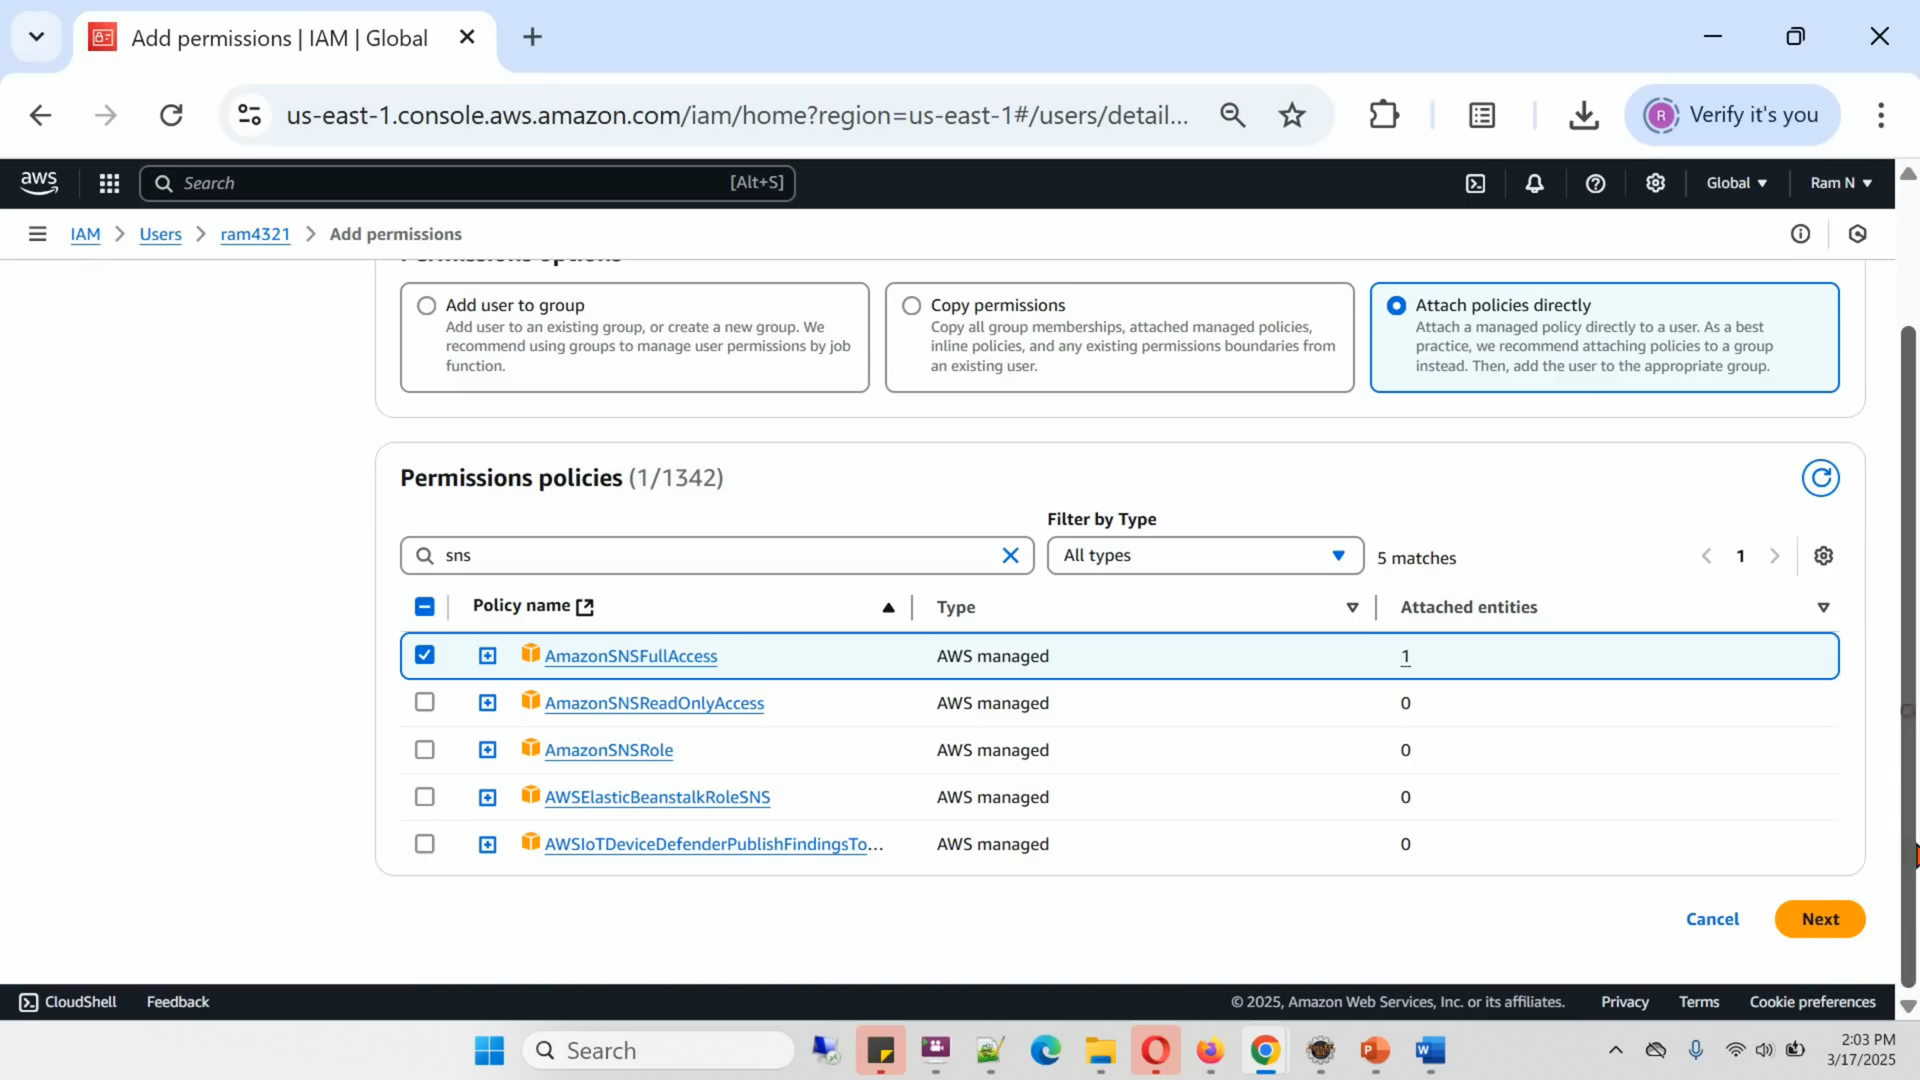 Add permissions | IAM | Global
us-east-1.console.aws.amazon.com/iam/home?region=us-east-1#/users/detail...
R Verify it's you
aws Search [Alt+S] Global Ram N
IAM > Users > ram4321 > Add permissions
Permissions options
Add user to group
Add user to an existing group, or create a new group. We
recommend using groups to manage user permissions by job
function.
Copy permissions
Copy all group memberships, attached managed policies,
inline policies, and any existing permissions boundaries from
an existing user.
Attach policies directly
Attach a managed policy directly to a user. As a best
practice, we recommend attaching policies to a group
instead. Then, add the user to the appropriate group.
Permissions policies (1/1342)
Filter by Type
sns All types 5 matches 1
Policy name Type Attached entities
AmazonSNSFullAccess AWS managed 1
AmazonSNSReadOnlyAccess AWS managed 0
AmazonSNSRole AWS managed 0
AWSElasticBeanstalkRoleSNS AWS managed 0
AWSIoTDeviceDefenderPublishFindingsTo... AWS managed 0
Cancel Next
CloudShell Feedback © 2025, Amazon Web Services, Inc. or its affiliates. Privacy Terms Cookie preferences
Search 2:03 PM
3/17/2025